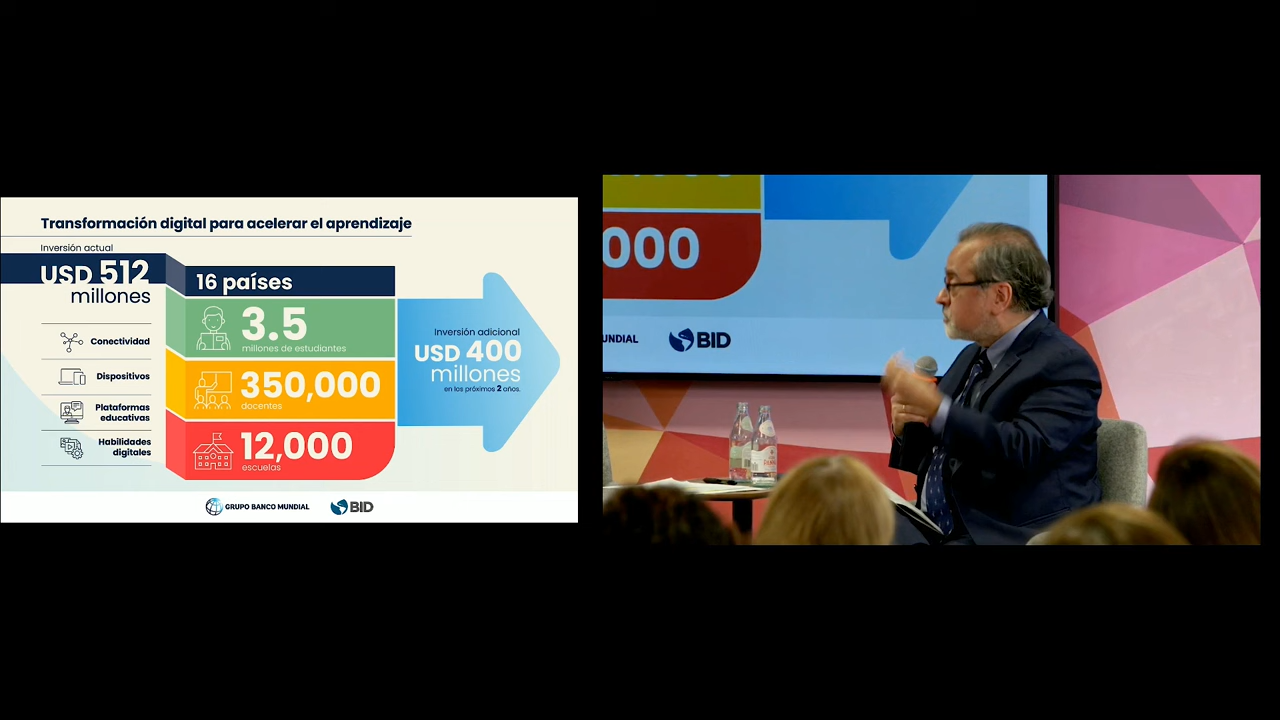 Transformación digital para acelerar el aprendizaje
Inversión actual
USD 512
millones
Conectividad
Dispositivos
Plataformas
educativas
Habilidades
digitales
16 países
3.5
millones de estudiantes
350,000
docentes
12,000
escuelas
Inversión adicional
USD 400
millones
en los próximos 2 años.
GRUPO BANCO MUNDIAL
BID
000
UNDIAL
BID